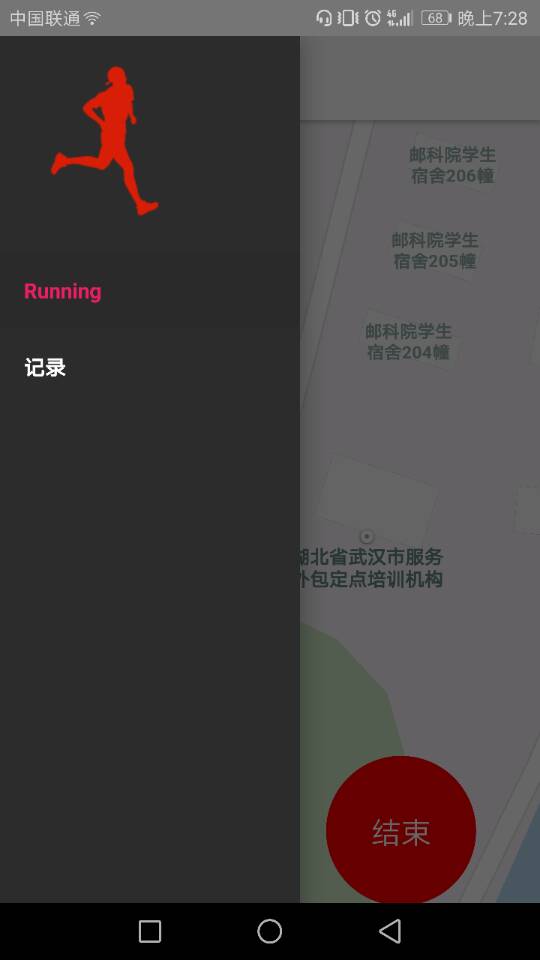 中国联通
4G
68
晚上7:28
Running
记录
邮科院学生
宿舍206幢
邮科院学生
宿舍205幢
邮科院学生
宿舍204幢
湖北省武汉市服务
外包定点培训机构
结束